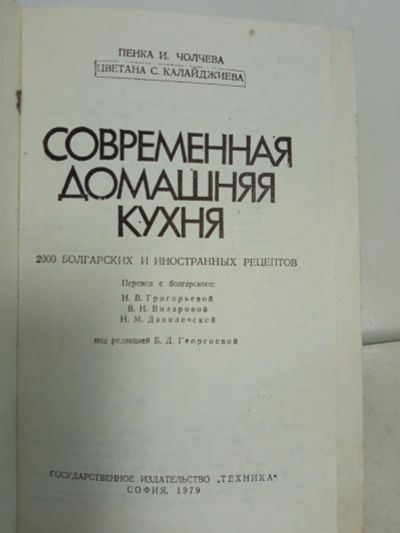 ПЕНКА И. ЧОЛЧЕВА
ЦВЕТАНА С. КАЛАЙДЖИЕВА
СОВРЕМЕННАЯ
ДОМАШНЯЯ
КУХНЯ
2000 БОЛГАРСКИХ И ИНОСТРАННЫХ РЕЦЕПТОВ
Перевод с болгарского:
Н. В. Григорьевой
В. Н. Виларовой
Н. М. Данилечской
под редакцией Б. Д. Георгиевой
ГОСУДАРСТВЕННОЕ ИЗДАТЕЛЬСТВО „ТЕХНИКА"
СОФИЯ, 1979